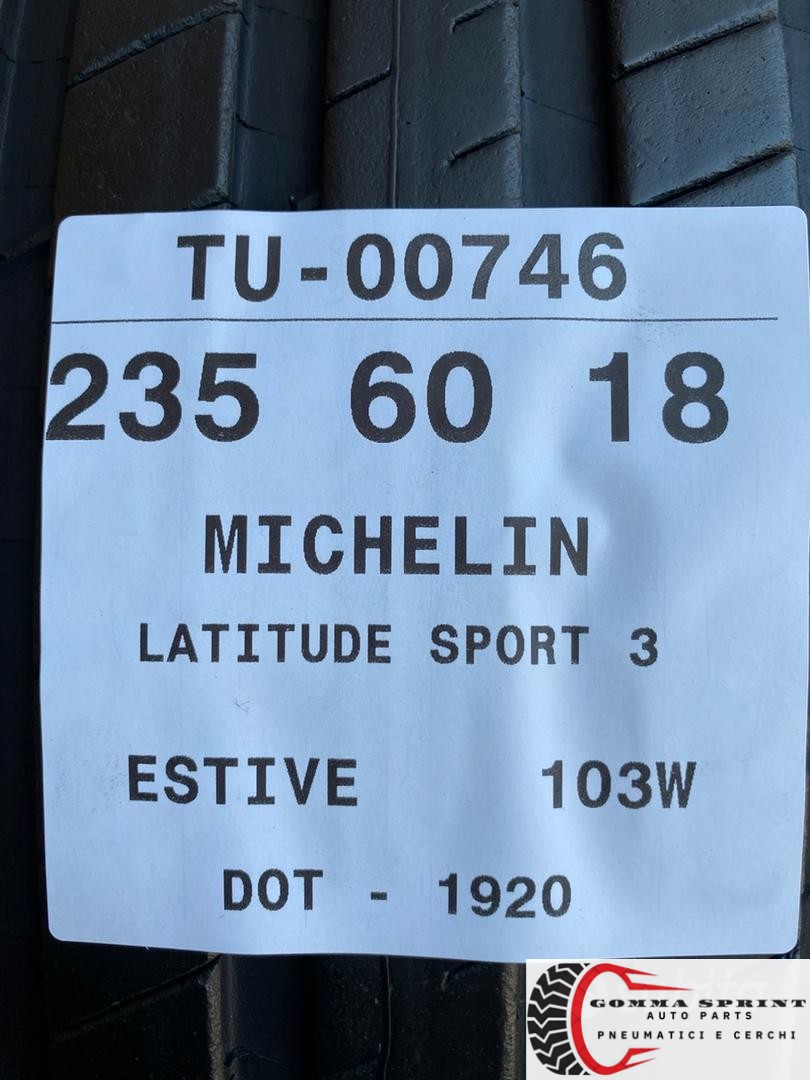 TU-00746
235 60 18
MICHELIN
LATITUDE SPORT 3
ESTIVE 103W
DOT - 1920
GOMMA SPRINT
AUTO PARTS
PNEUMATICI E CERCHI